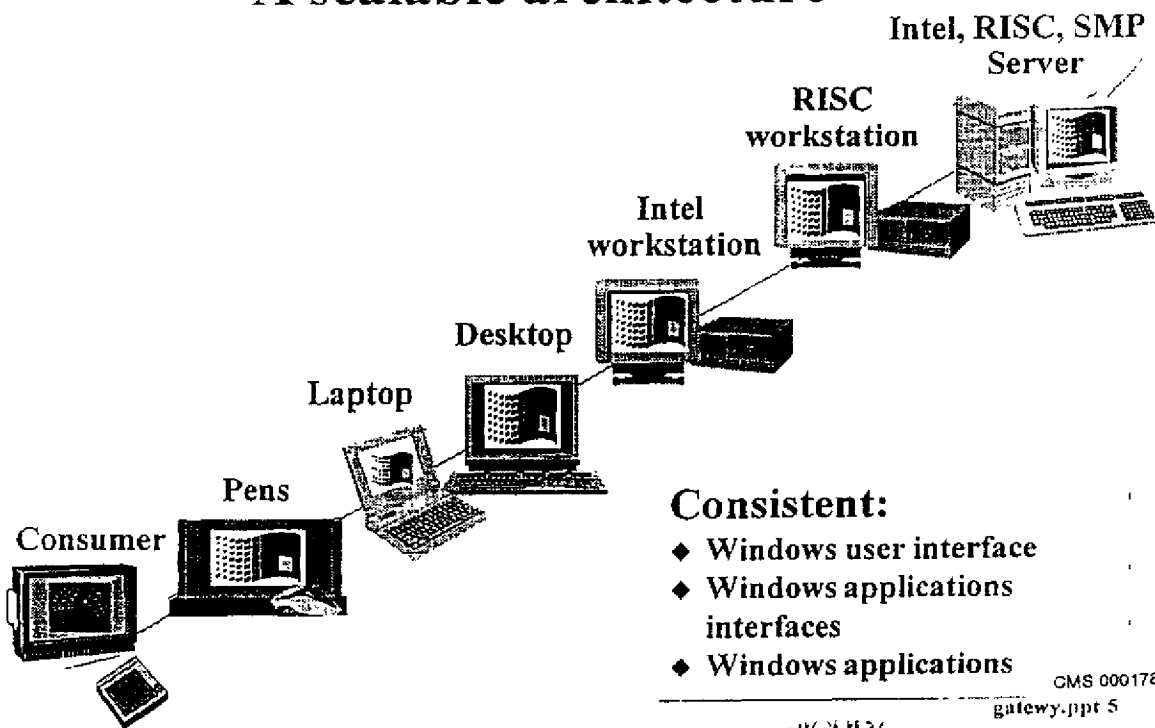 A scalable architecture
Intel, RISC, SMP
Server
RISC
workstation
Intel
workstation
Desktop
Laptop
Pens
Consumer
Consistent:
◆ Windows user interface
◆ Windows applications
interfaces
◆ Windows applications
CMS 000178
gatewy.ppt 5